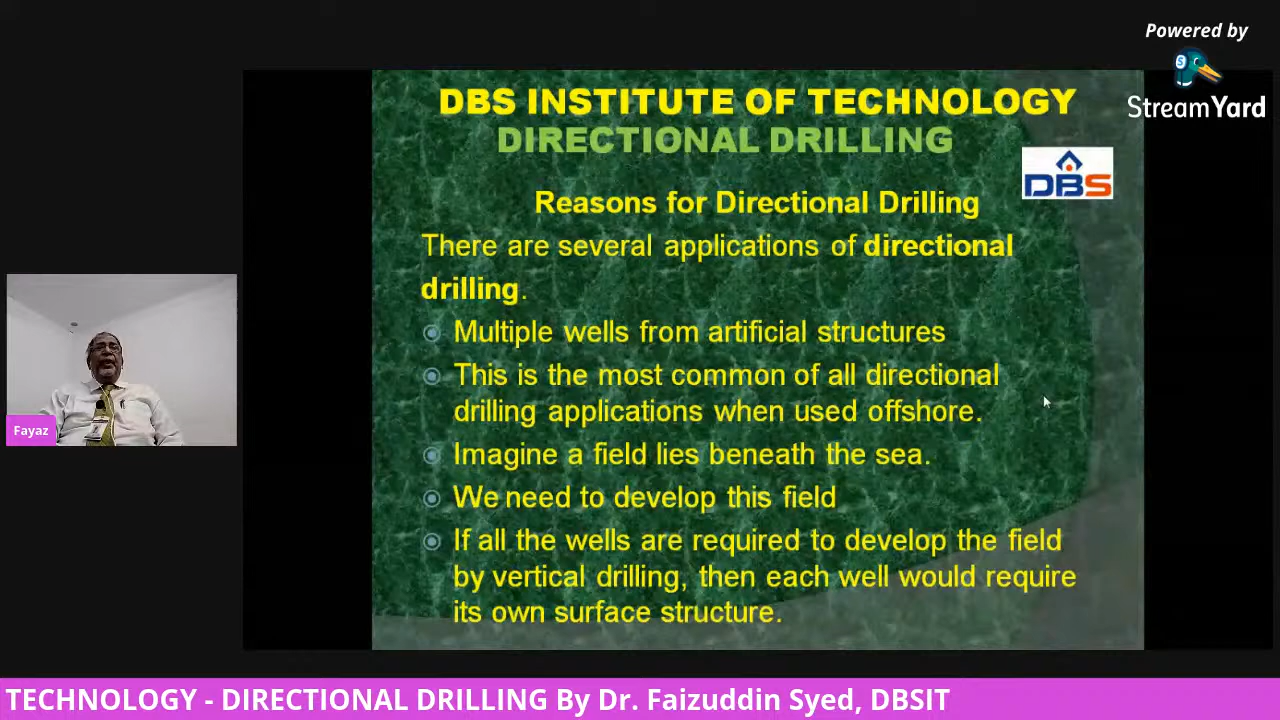 Powered by
StreamYard
DBS INSTITUTE OF TECHNOLOGY
DIRECTIONAL DRILLING
DBS
Reasons for Directional Drilling
There are several applications of directional
drilling.
Multiple wells from artificial structures
This is the most common of all directional
drilling applications when used offshore.
Imagine a field lies beneath the sea.
We need to develop this field
If all the wells are required to develop the field
by vertical drilling, then each well would require
its own surface structure.
Fayaz
TECHNOLOGY - DIRECTIONAL DRILLING By Dr. Faizuddin Syed, DBSIT